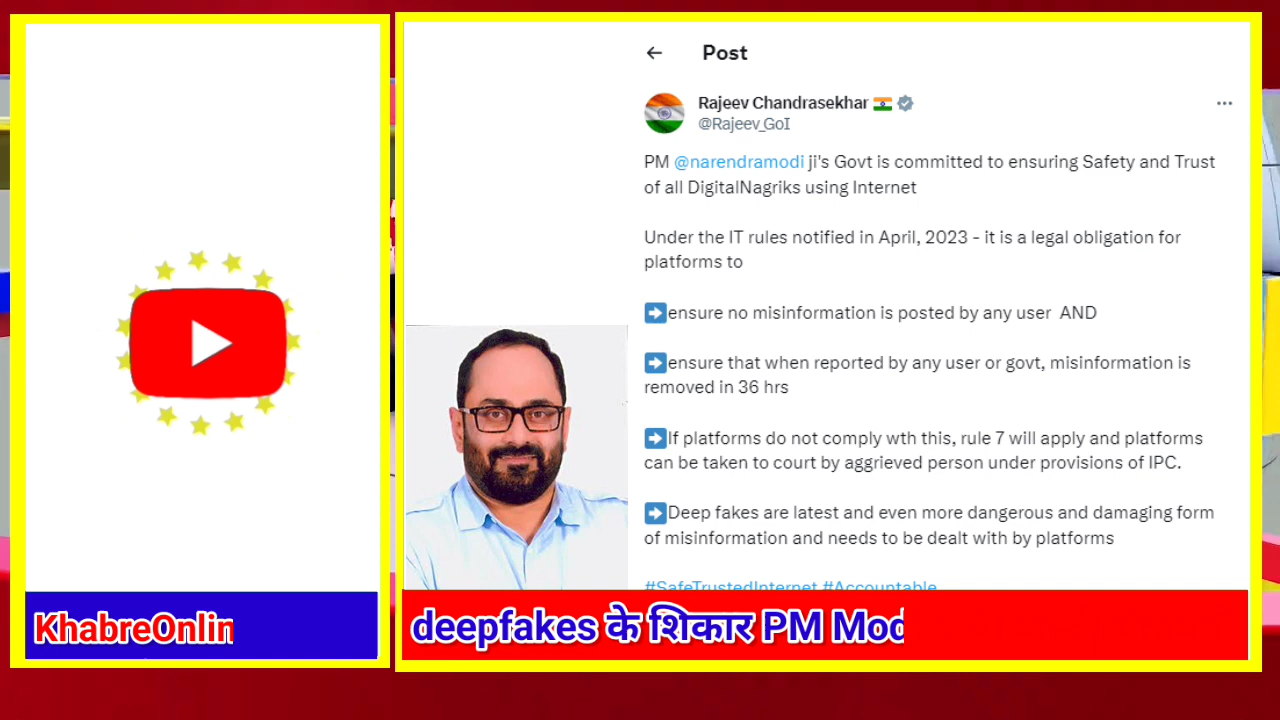 Post
Rajeev Chandrasekhar
@Rajeev_GoI
PM @narendramodi ji's Govt is committed to ensuring Safety and Trust
of all DigitalNagriks using Internet
Under the IT rules notified in April, 2023 - it is a legal obligation for
platforms to
ensure no misinformation is posted by any user AND
ensure that when reported by any user or govt, misinformation is
removed in 36 hrs
If platforms do not comply wth this, rule 7 will apply and platforms
can be taken to court by aggrieved person under provisions of IPC.
Deep fakes are latest and even more dangerous and damaging form
of misinformation and needs to be dealt with by platforms
#SafeTrustedInternet #Accountable
KhabreOnlin
deepfakes के शिकार PM Mod